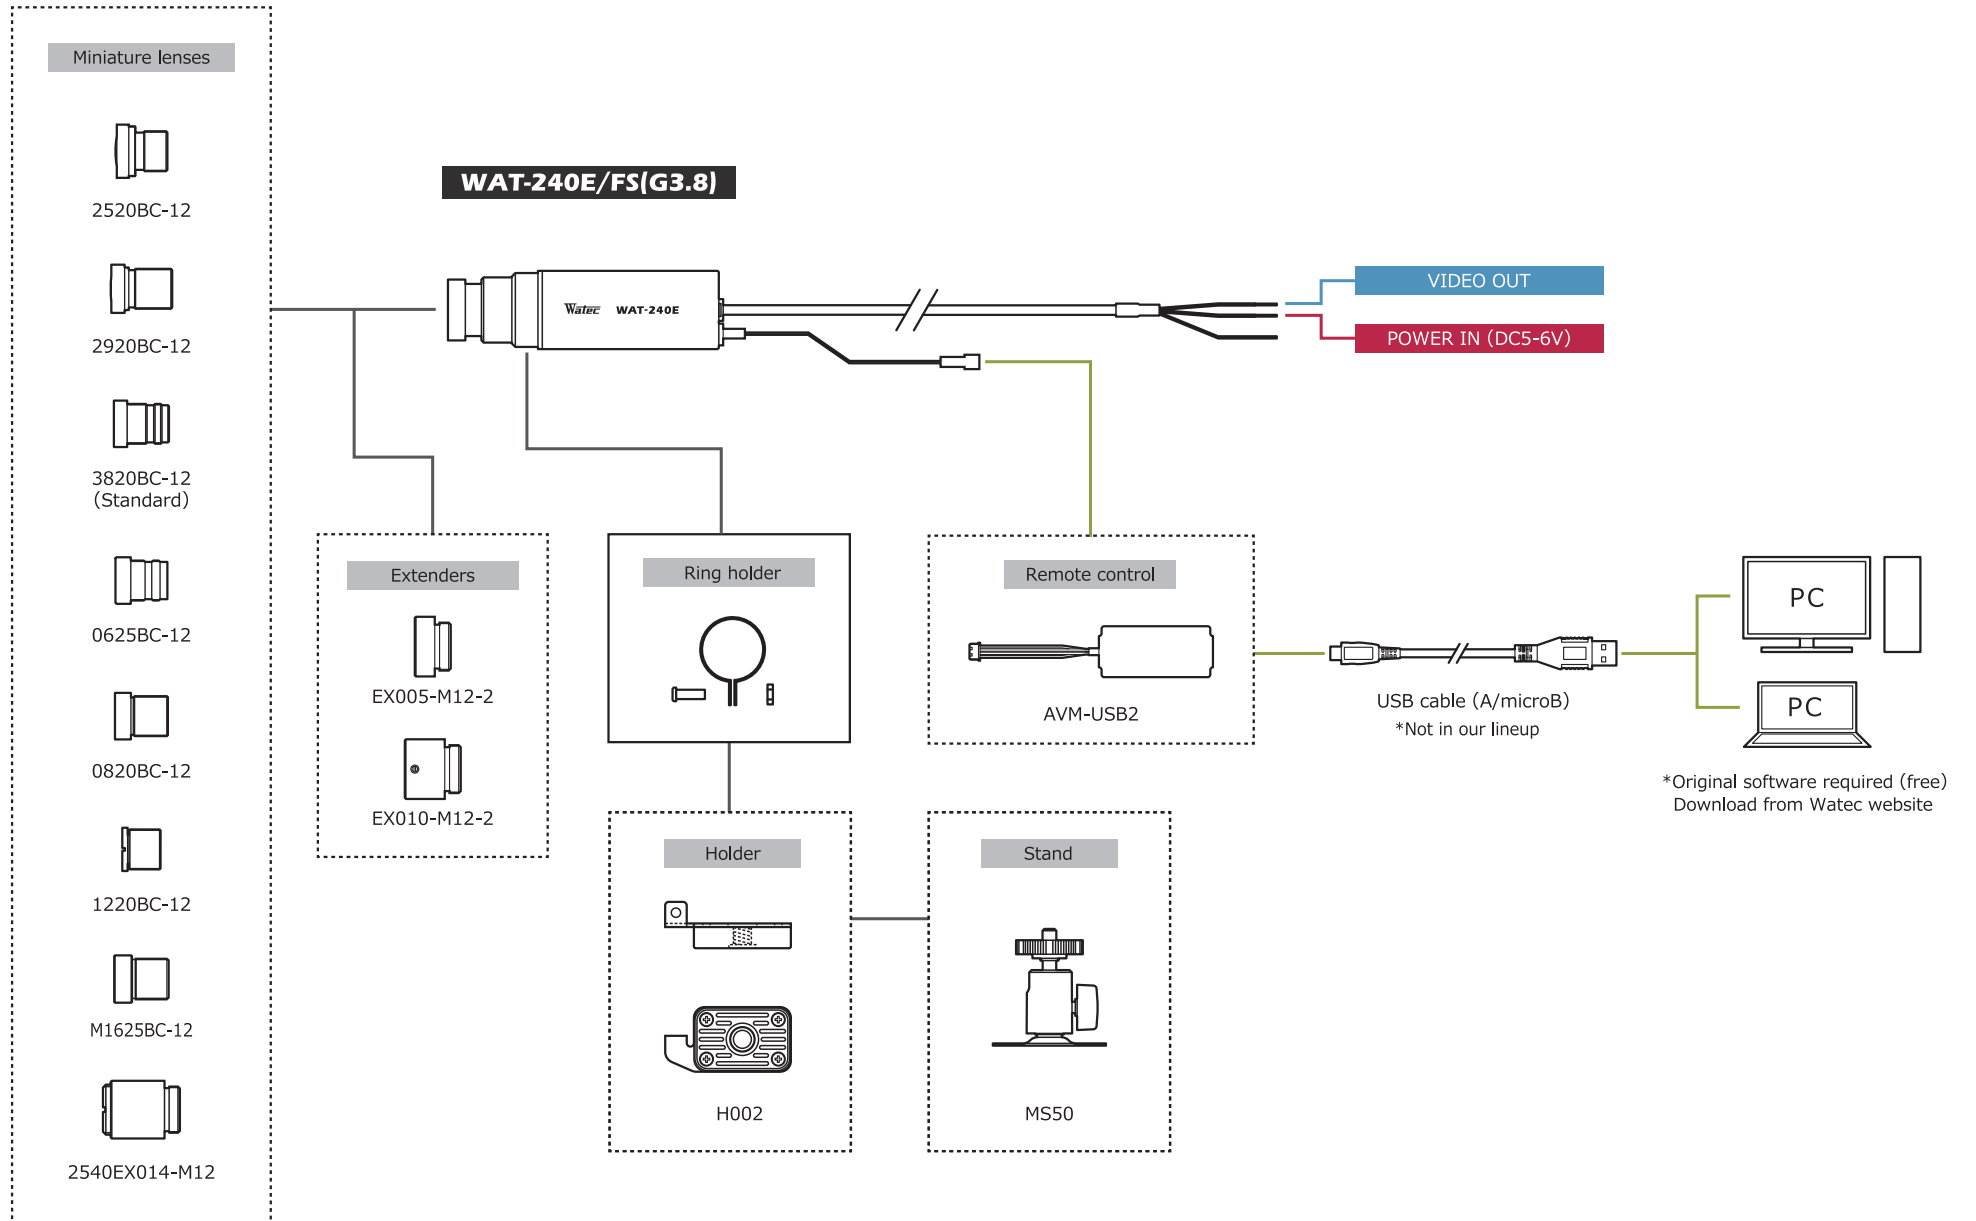 Miniature lenses
2520BC-12
2920BC-12
3820BC-12
(Standard)
0625BC-12
0820BC-12
1220BC-12
M1625BC-12
2540EX014-M12
WAT-240E/FS(G3.8)
Watec WAT-240E
VIDEO OUT
POWER IN (DC5-6V)
Extenders
EX005-M12-2
EX010-M12-2
Ring holder
Remote control
AVM-USB2
USB cable (A/microB)
*Not in our lineup
PC
PC
*Original software required (free)
Download from Watec website
Holder
H002
Stand
MS50